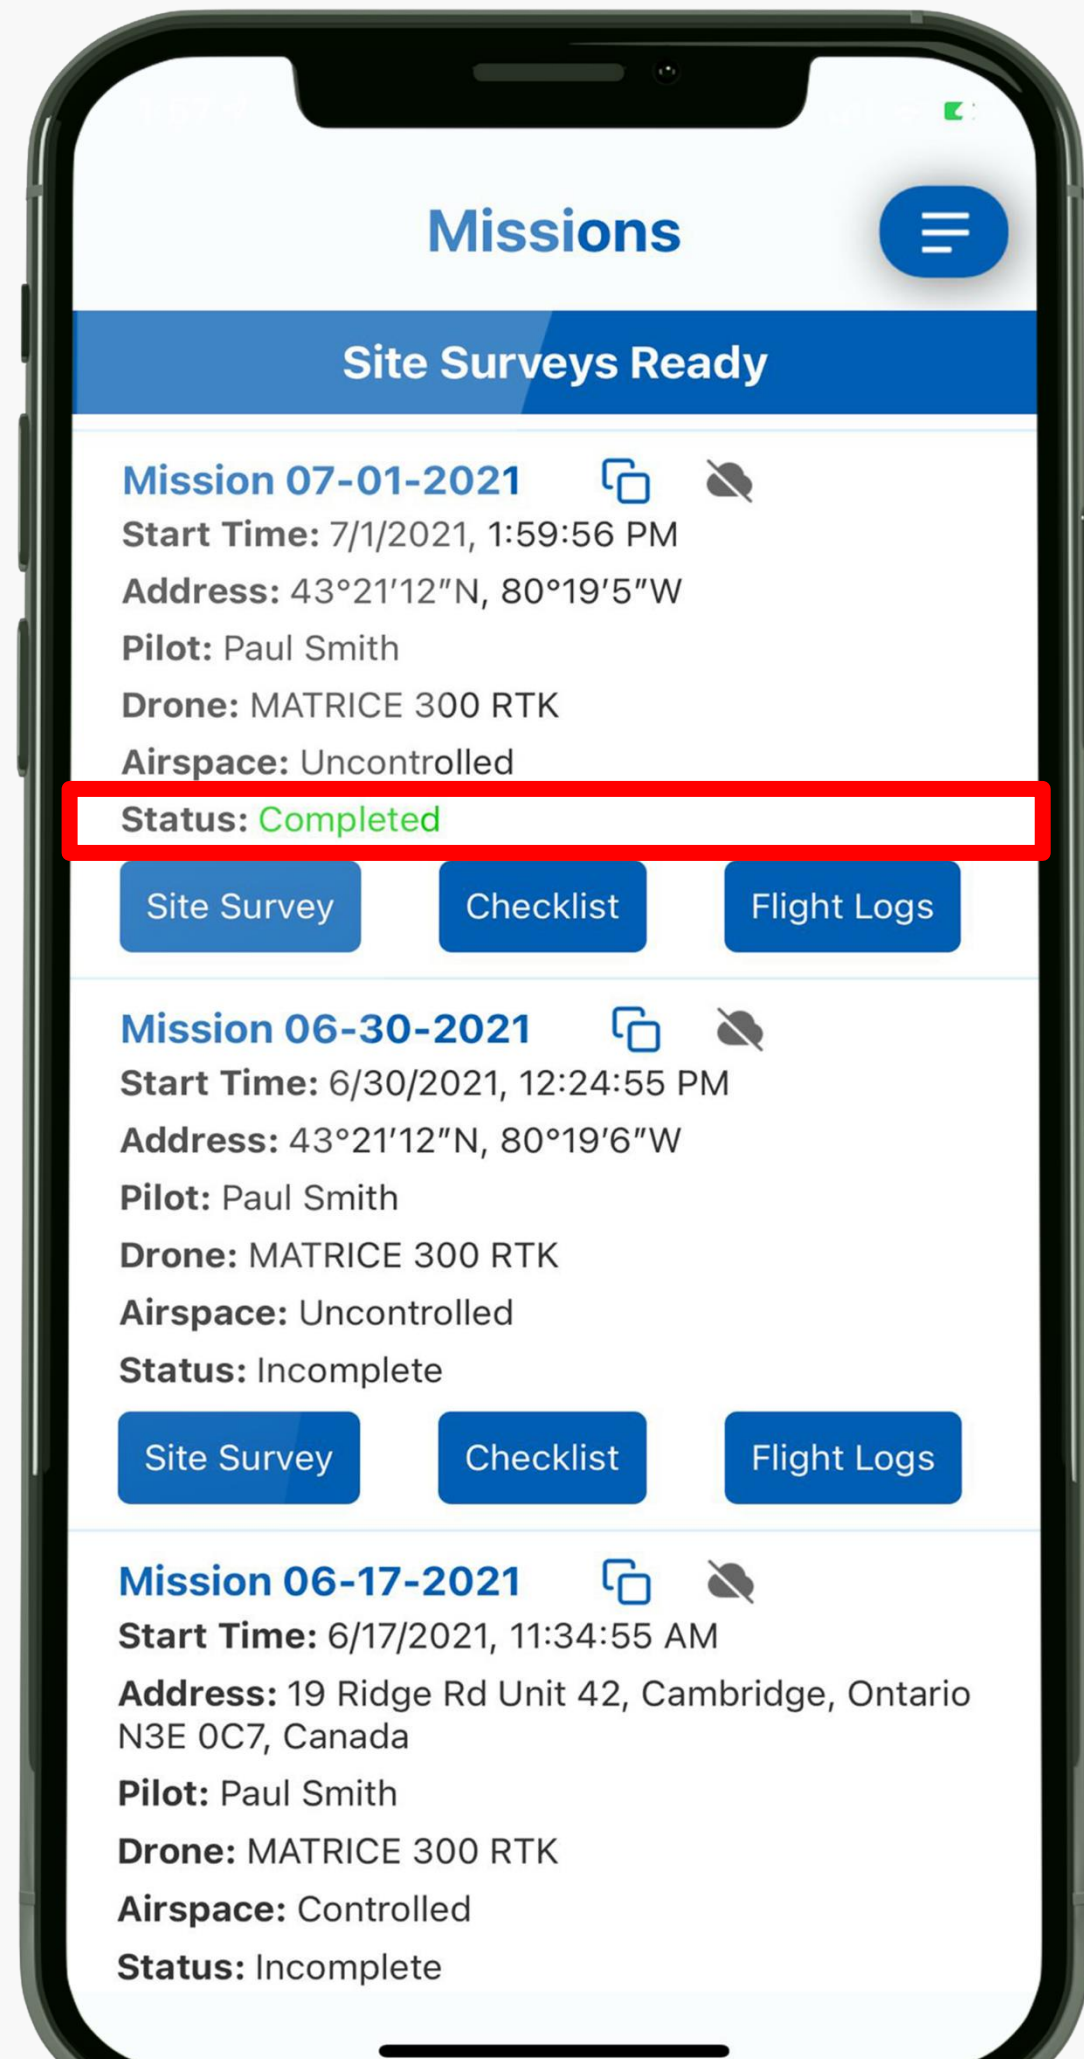 Missions
Site Surveys Ready
Mission 07-01-2021
Start Time: 7/1/2021, 1:59:56 PM
Address: 43°21'12"N, 80°19'5"W
Pilot: Paul Smith
Drone: MATRICE 300 RTK
Airspace: Uncontrolled
Status: Completed
Site Survey Checklist Flight Logs
Mission 06-30-2021
Start Time: 6/30/2021, 12:24:55 PM
Address: 43°21'12"N, 80°19'6"W
Pilot: Paul Smith
Drone: MATRICE 300 RTK
Airspace: Uncontrolled
Status: Incomplete
Site Survey Checklist Flight Logs
Mission 06-17-2021
Start Time: 6/17/2021, 11:34:55 AM
Address: 19 Ridge Rd Unit 42, Cambridge, Ontario
N3E 0C7, Canada
Pilot: Paul Smith
Drone: MATRICE 300 RTK
Airspace: Controlled
Status: Incomplete